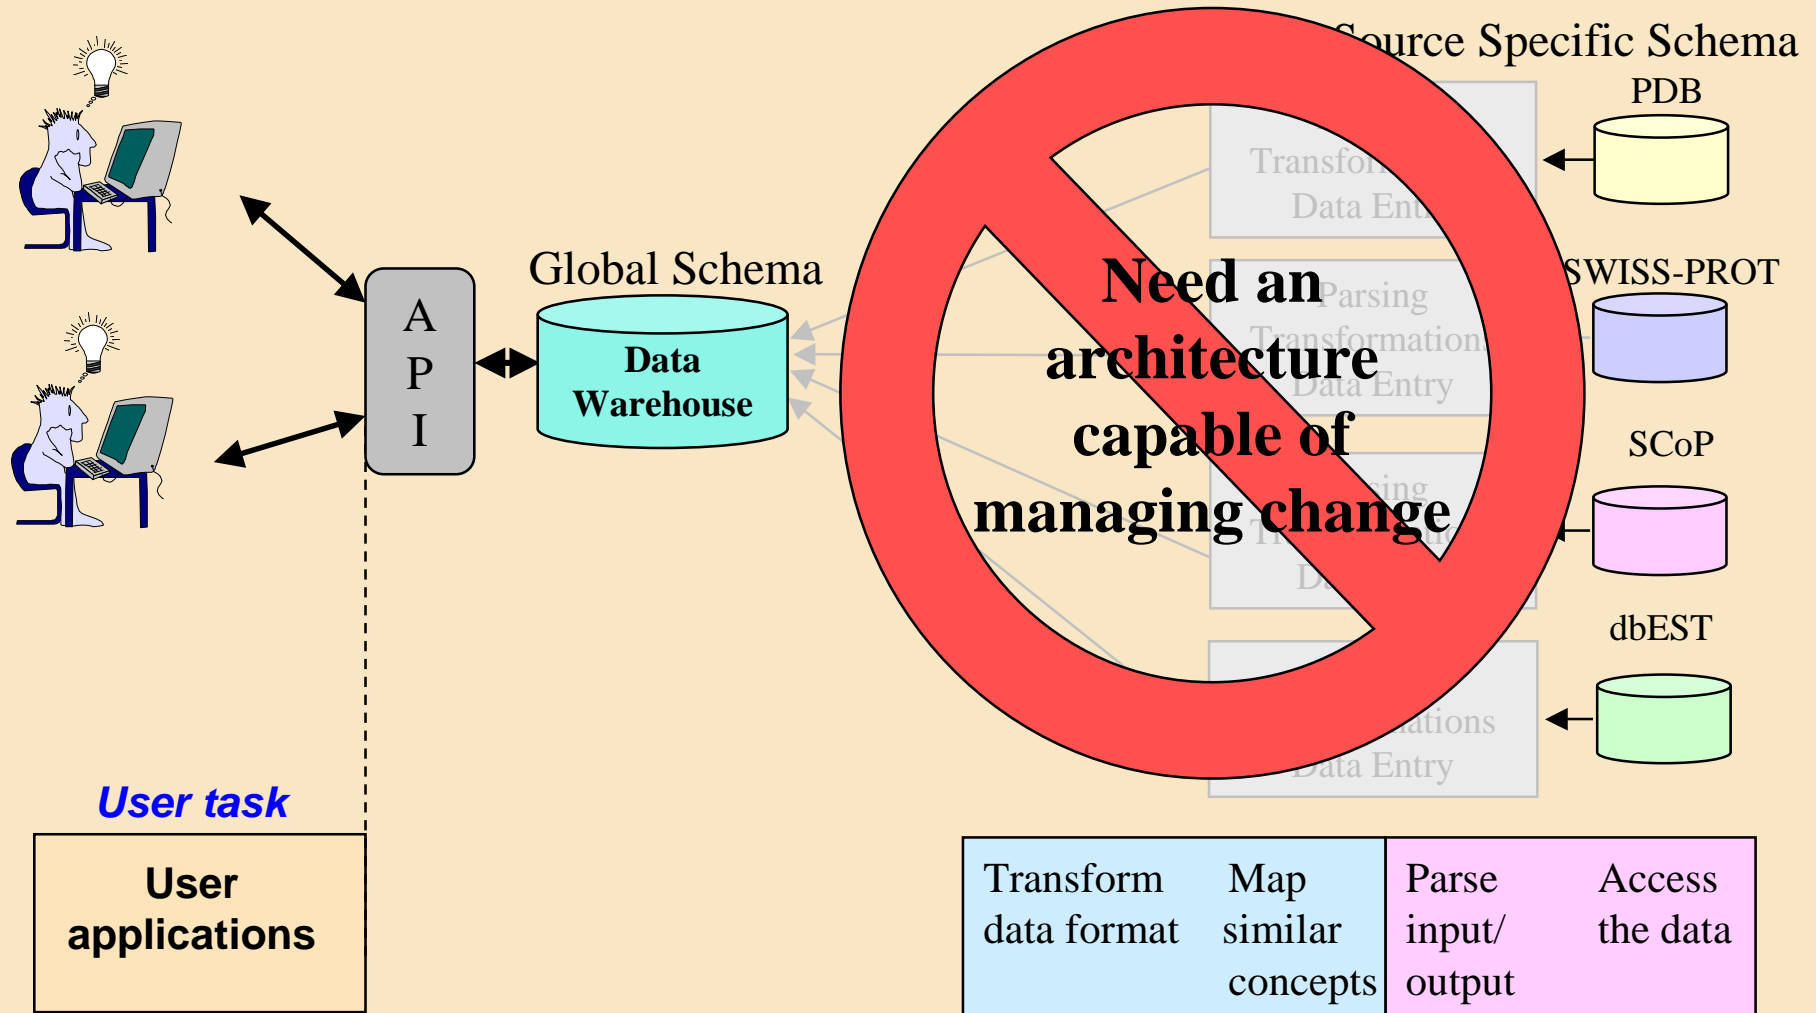 Source Specific Schema
PDB
Data
SWISS-PROT
Global Schema
A
P
I
Data
Warehouse
Need an
architecture
capable of
managing change
Parsing
Transformation
Data Entry
SCoP
dbEST
Data Entry
User task
User
applications
Transform
data format
Map
similar
concepts
Parse
input/
output
Access
the data